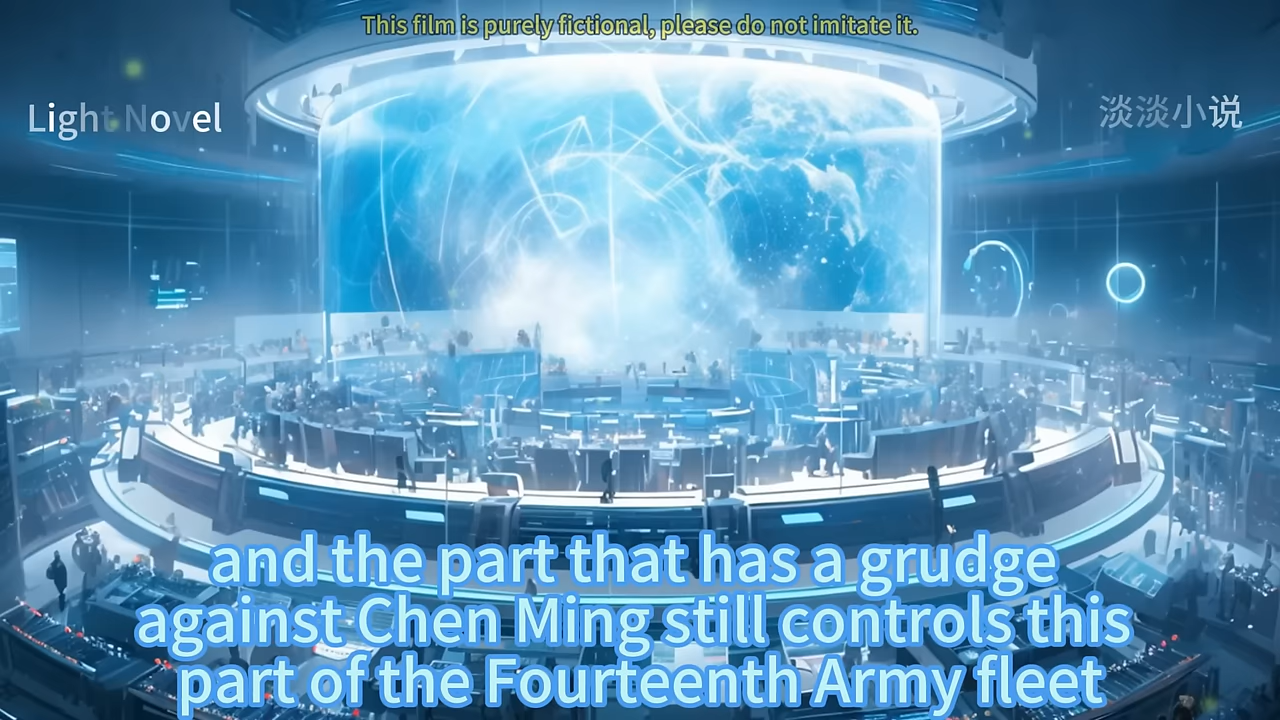 This film is purely fictional, please do not imitate it.
Light Novel
淡淡小说
and the part that has a grudge
against Chen Ming still controls this
part of the Fourteenth Army fleet